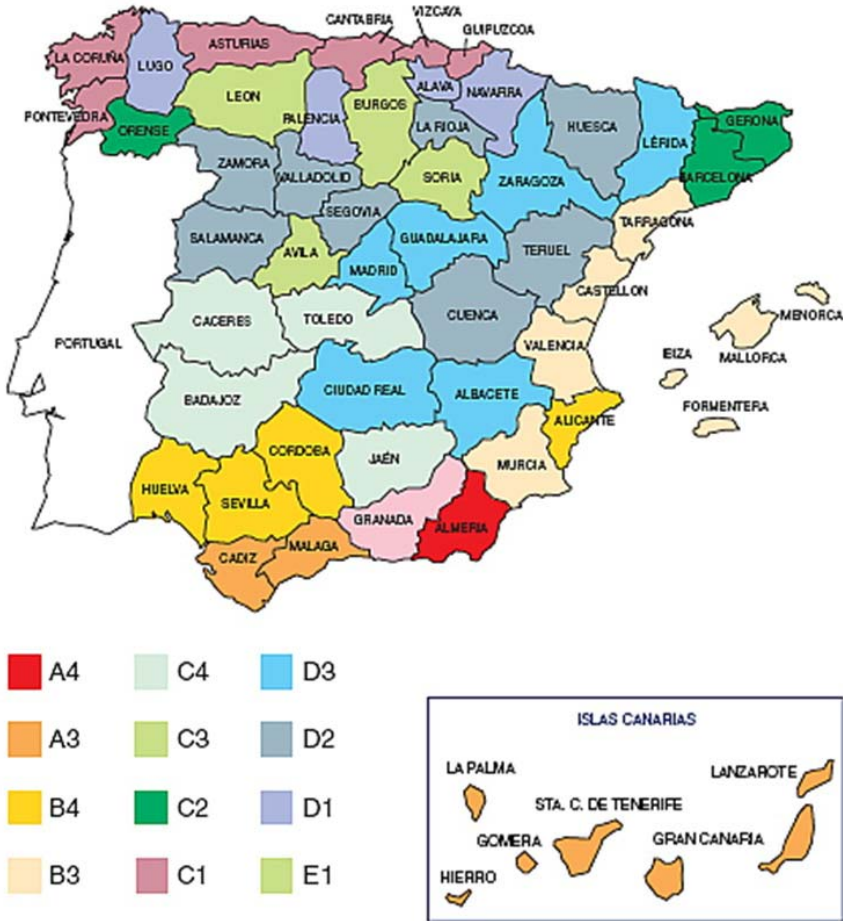 CANTABRIA
VIZCAYA
GUIPUZCOA
ASTURIAS
LA CORUÑA
LUGO
ALAVA
NAVARRA
LEON
PALENCIA
BURGOS
HUESCA
GERONA
PONTEVEDRA
ORENSE
LA RIOJA
LÉRIDA
ZAMORA
VALLADOLID
SORIA
ZARAGOZA
BARCELONA
SEGOVIA
TARRAGONA
SALAMANCA
GUADALAJARA
AVILA
MADRID
TERUEL
CASTELLON
MENORCA
CACERES
TOLEDO
CUENCA
PORTUGAL
VALENCIA
IBIZA
MALLORCA
BADAJOZ
CIUDAD REAL
ALBACETE
FORMENTERA
ALICANTE
CORDOBA
JAÉN
MURCIA
HUELVA
SEVILLA
GRANADA
ALMERIA
CADIZ
MALAGA
A4
C4
D3
A3
C3
D2
B4
C2
D1
B3
C1
E1
ISLAS CANARIAS
LA PALMA
LANZAROTE
STA. C. DE TENERIFE
GOMERA
GRAN CANARIA
HIERRO